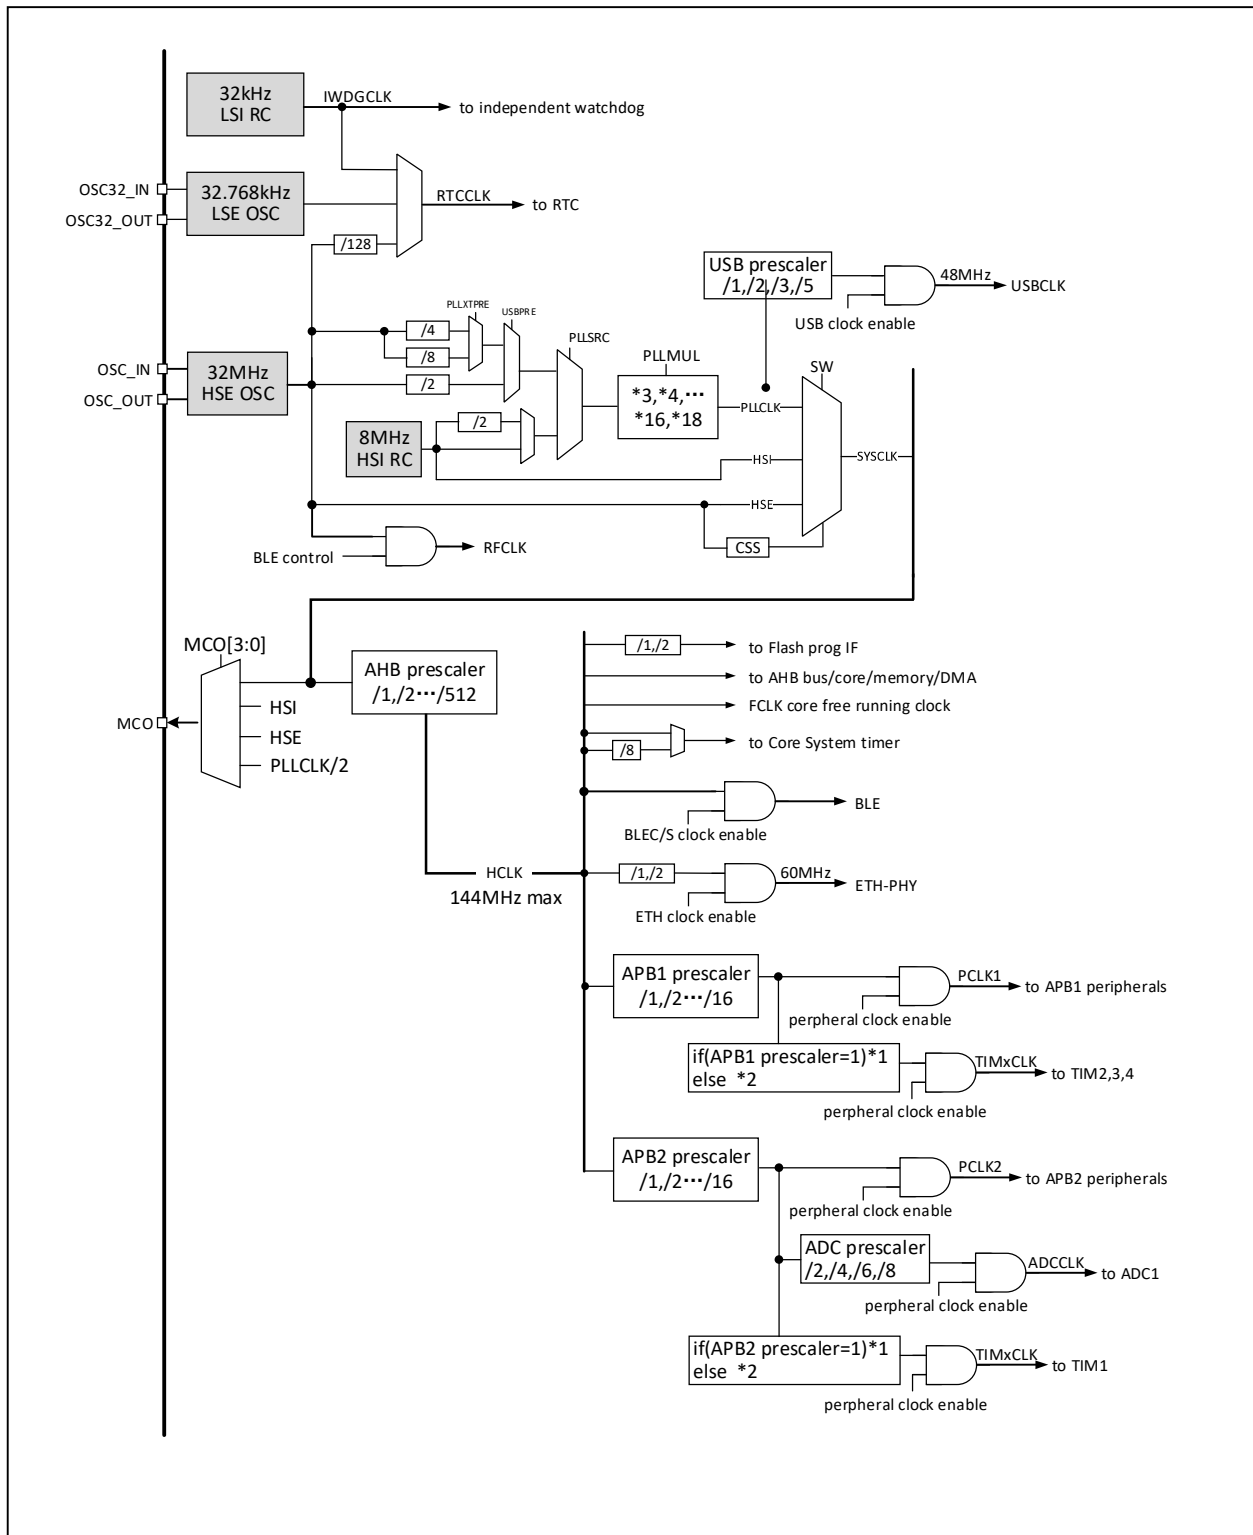 32kHz
LSI RC
IWDGCLK
to independent watchdog
OSC32_IN
OSC32_OUT
32.768kHz
LSE OSC
RTCCLK
to RTC
/128
USB prescaler
/1,/2,/3,/5
48MHz
USBCLK
USB clock enable
PLLXTPRE
USBPRE
PLLSRC
/4
/8
/2
OSC_IN
OSC_OUT
32MHz
HSE OSC
PLLMUL
*3,*4,···
*16,*18
PLLCLK
SW
/2
8MHz
HSI RC
HSI
SYSCLK
HSE
CSS
BLE control
RFCLK
MCO[3:0]
AHB prescaler
/1,/2···/512
HSI
HSE
PLLCLK/2
MCO
/1,/2
to Flash prog IF
to AHB bus/core/memory/DMA
FCLK core free running clock
/8
to Core System timer
BLE
BLEC/S clock enable
HCLK
144MHz max
/1,/2
60MHz
ETH-PHY
ETH clock enable
APB1 prescaler
/1,/2···/16
PCLK1
to APB1 peripherals
perpheral clock enable
if(APB1 prescaler=1)*1
else *2
TIMxCLK
to TIM2,3,4
perpheral clock enable
APB2 prescaler
/1,/2···/16
PCLK2
to APB2 peripherals
perpheral clock enable
ADC prescaler
/2,/4,/6,/8
ADCCLK
to ADC1
perpheral clock enable
if(APB2 prescaler=1)*1
else *2
TIMxCLK
to TIM1
perpheral clock enable